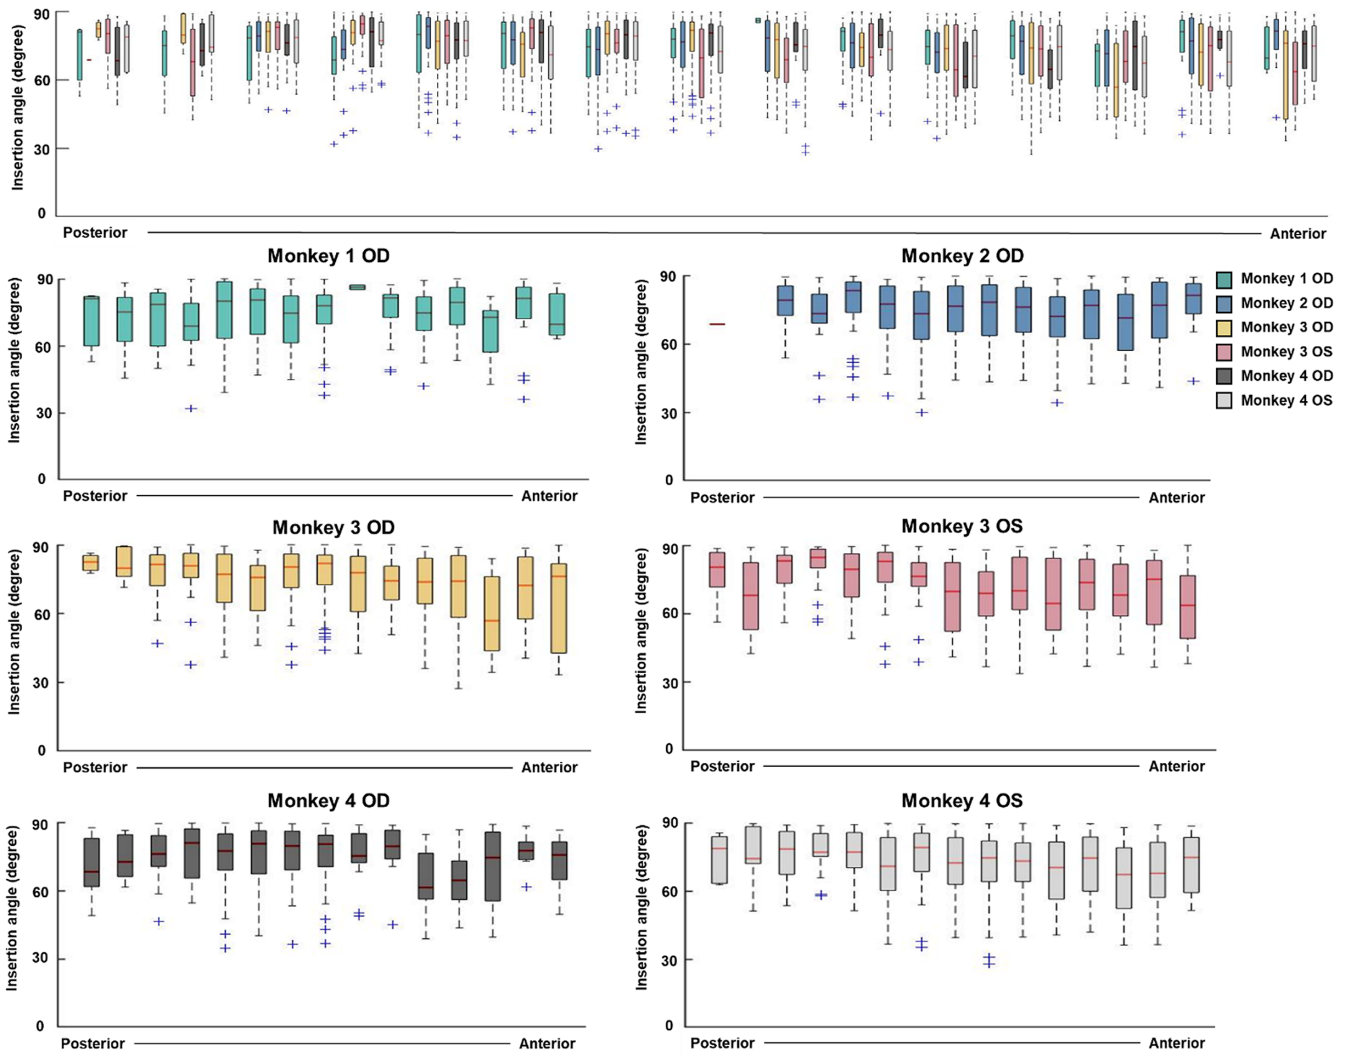 Insertion angle (degree)
90
60
30
0
Posterior
Anterior
Monkey 1 OD
Insertion angle (degree)
90
60
30
0
Posterior
Anterior
Monkey 2 OD
Insertion angle (degree)
90
60
30
0
Posterior
Anterior
Monkey 1 OD
Monkey 2 OD
Monkey 3 OD
Monkey 3 OS
Monkey 4 OD
Monkey 4 OS
Monkey 3 OD
Insertion angle (degree)
90
60
30
0
Posterior
Anterior
Monkey 3 OS
Insertion angle (degree)
90
60
30
0
Posterior
Anterior
Monkey 4 OD
Insertion angle (degree)
90
60
30
0
Posterior
Anterior
Monkey 4 OS
Insertion angle (degree)
90
60
30
0
Posterior
Anterior